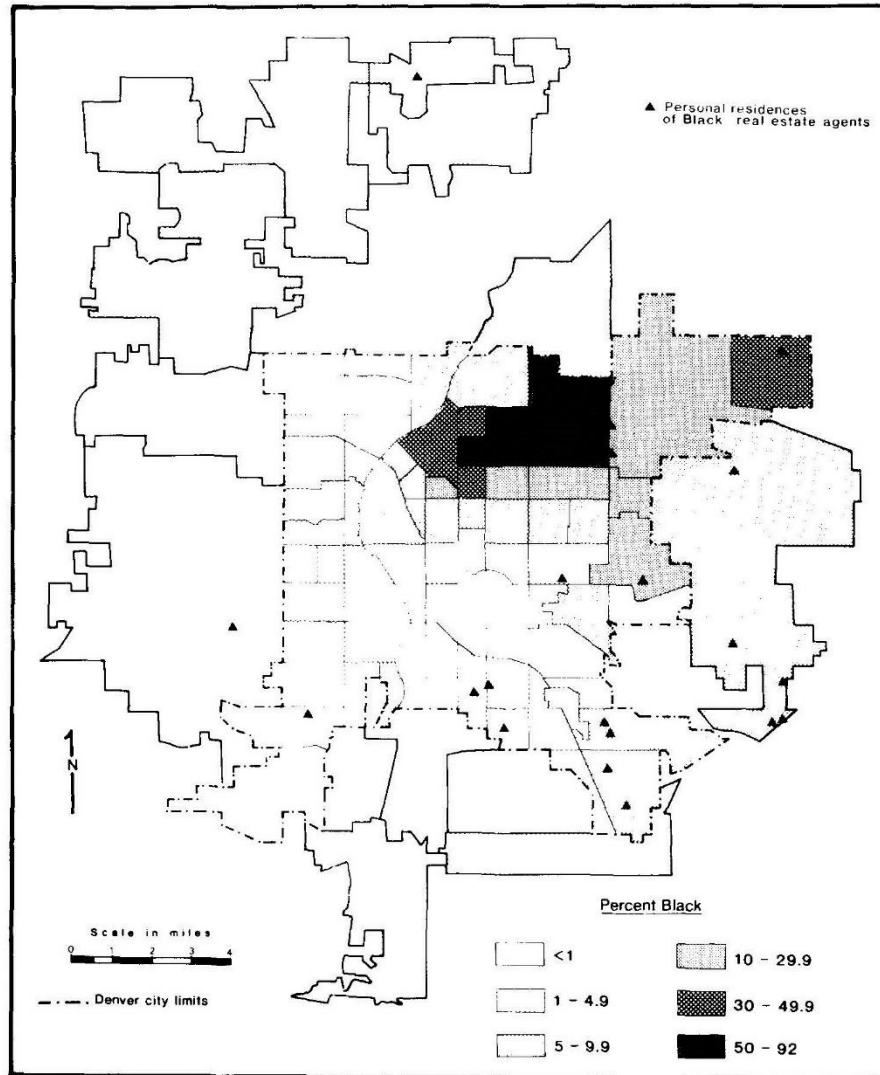 ▲ Personal residences
of Black real estate agents
N
Scale in miles
0 1 2 3 4
Denver city limits
Percent Black
<1
1 - 4.9
5 - 9.9
10 - 29.9
30 - 49.9
50 - 92